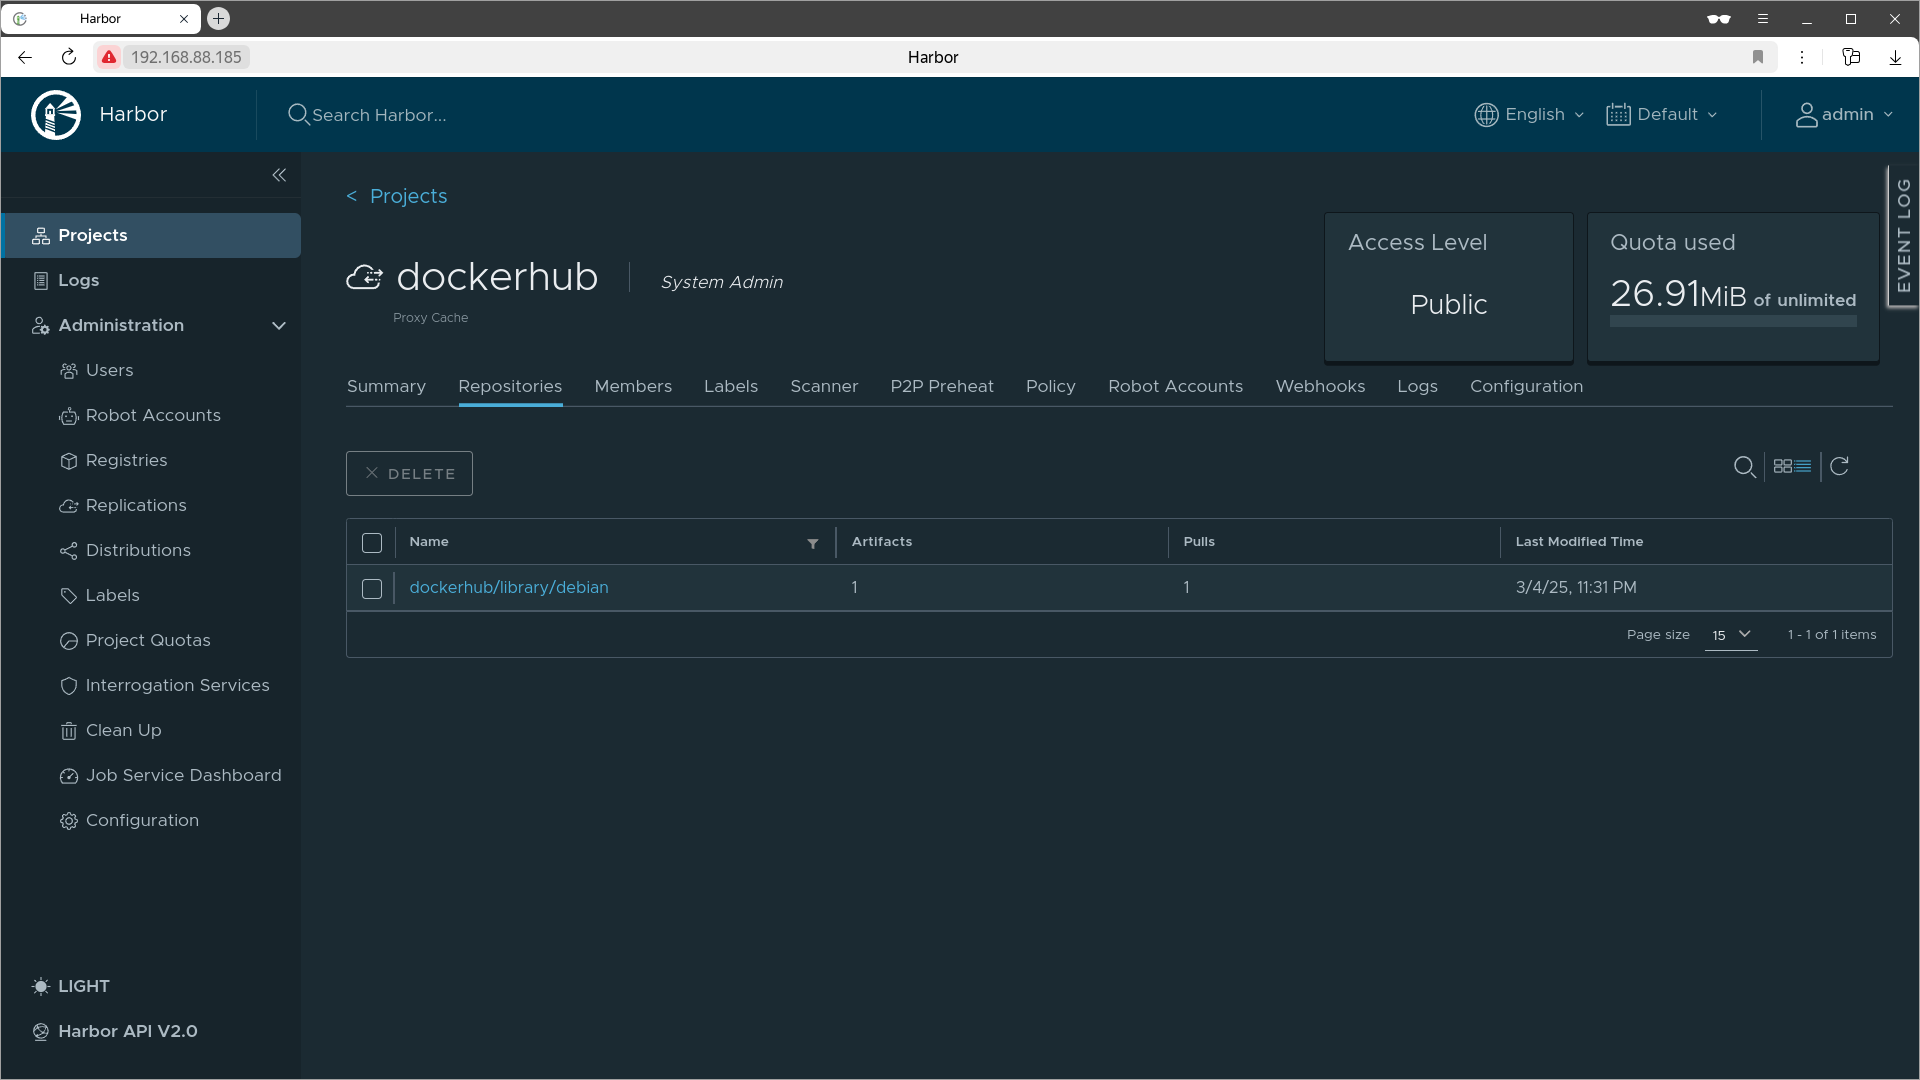 Harbor
192.168.88.185
Harbor
Harbor
Search Harbor...
English
Default
admin
< Projects
EVENT LOG
Projects
Logs
Administration
Users
Robot Accounts
Registries
Replications
Distributions
Labels
Project Quotas
Interrogation Services
Clean Up
Job Service Dashboard
Configuration
LIGHT
Harbor API V2.0
dockerhub
System Admin
Proxy Cache
Access Level
Public
Quota used
26.91MiB of unlimited
Summary Repositories Members Labels Scanner P2P Preheat Policy Robot Accounts Webhooks Logs Configuration
DELETE
Name Artifacts Pulls Last Modified Time
dockerhub/library/debian 1 1 3/4/25, 11:31 PM
Page size 15 1 - 1 of 1 items